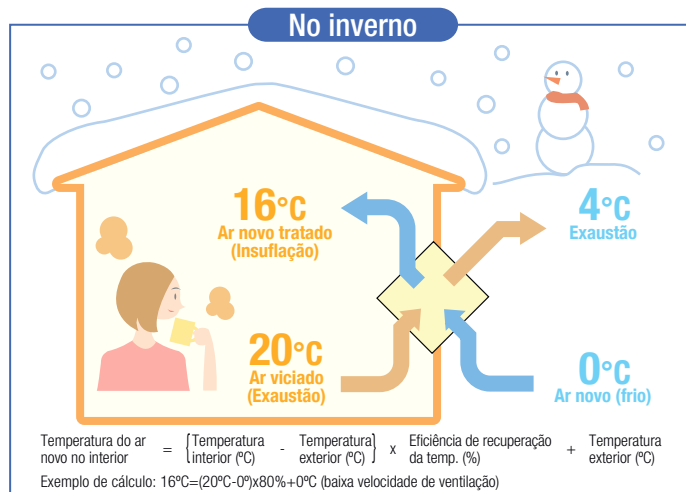 No inverno
16°C
Ar novo tratado
(Insuflação)
4°C
Exaustão
20°C
Ar viciado
(Exaustão)
0°C
Ar novo (frio)
Temperatura do ar novo no interior = {Temperatura interior (ºC) - Temperatura exterior (ºC)} x Eficiência de recuperação da temp. (%) + Temperatura exterior (ºC)
Exemplo de cálculo: 16ºC=(20ºC-0º)x80%+0ºC (baixa velocidade de ventilação)